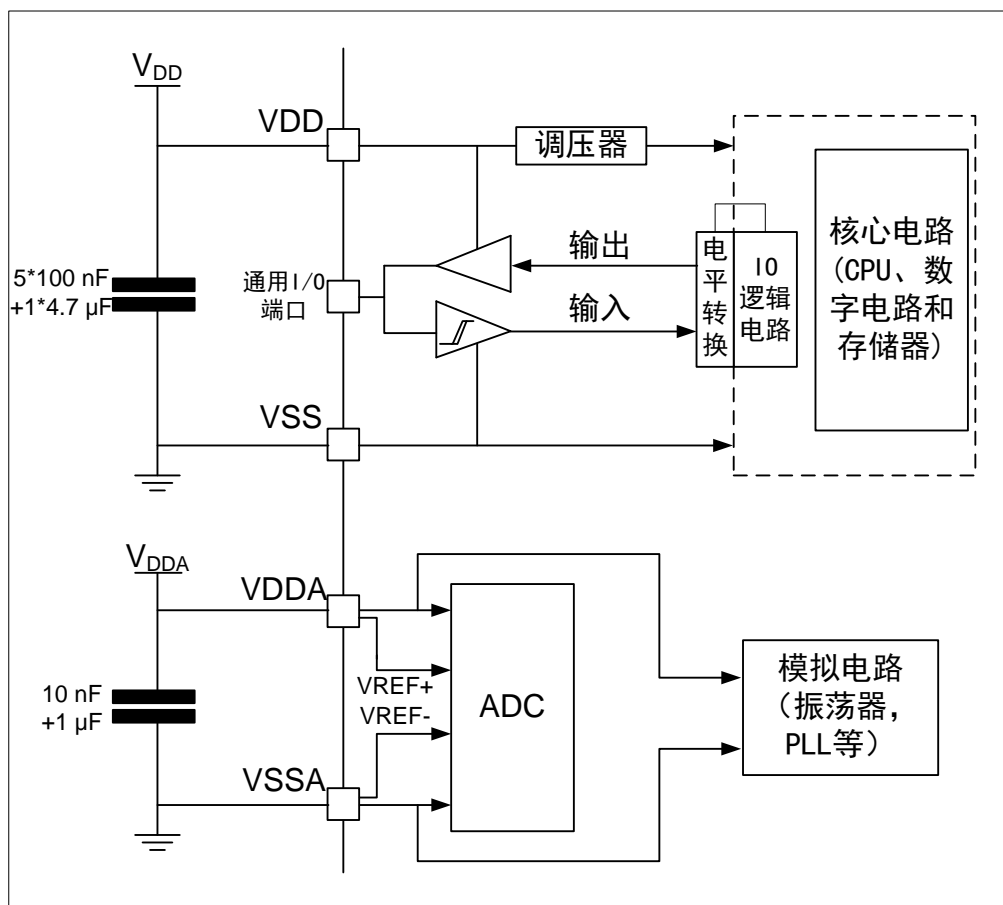 VDD
VDD
调压器
5*100 nF
+1*4.7 µF
通用I/O
端口
输出
输入
电平转换
IO
逻辑
电路
核心电路
(CPU、数
字电路和
存储器)
VSS
VDDA
VDDA
10 nF
+1 µF
VREF+
VREF-
ADC
模拟电路
(振荡器,
PLL等)
VSSA